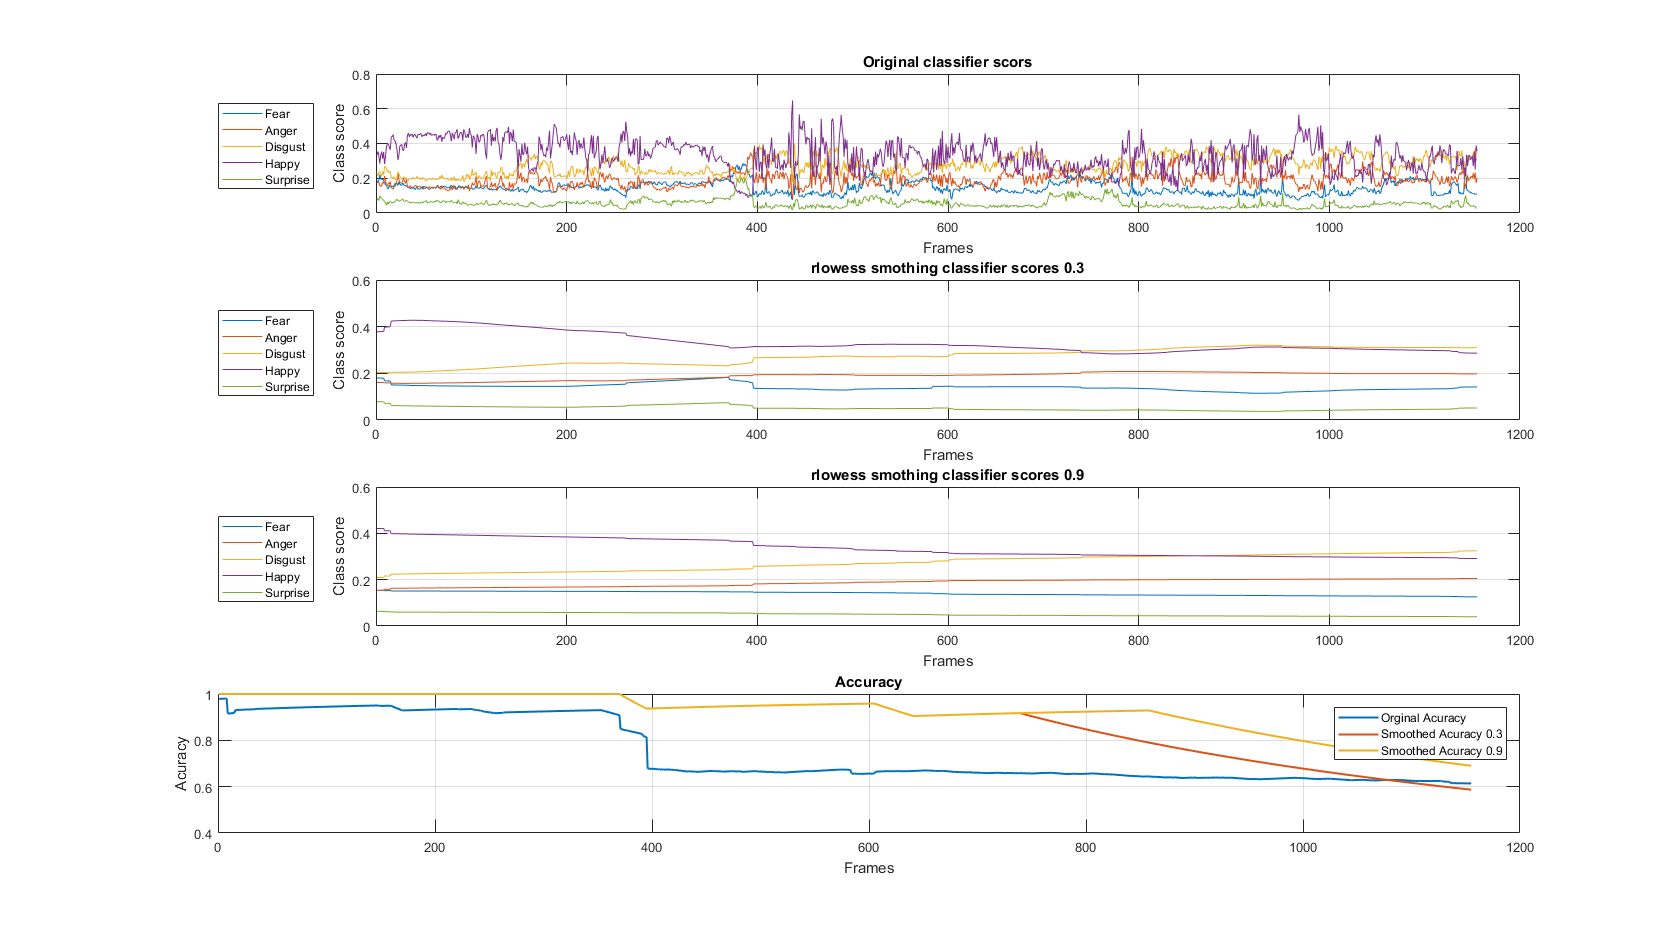 Original classifier scors
Fear
Anger
Disgust
Happy
Surprise
Class score
0.8
0.6
0.4
0.2
0
0 200 400 600 800 1000 1200
Frames
rlowess smothing classifier scores 0.3
Fear
Anger
Disgust
Happy
Surprise
Class score
0.6
0.4
0.2
0
0 200 400 600 800 1000 1200
Frames
rlowess smothing classifier scores 0.9
Fear
Anger
Disgust
Happy
Surprise
Class score
0.6
0.4
0.2
0
0 200 400 600 800 1000 1200
Frames
Accuracy
Acuracy
1
0.8
0.6
0.4
Orginal Acuracy
Smoothed Acuracy 0.3
Smoothed Acuracy 0.9
0 200 400 600 800 1000 1200
Frames